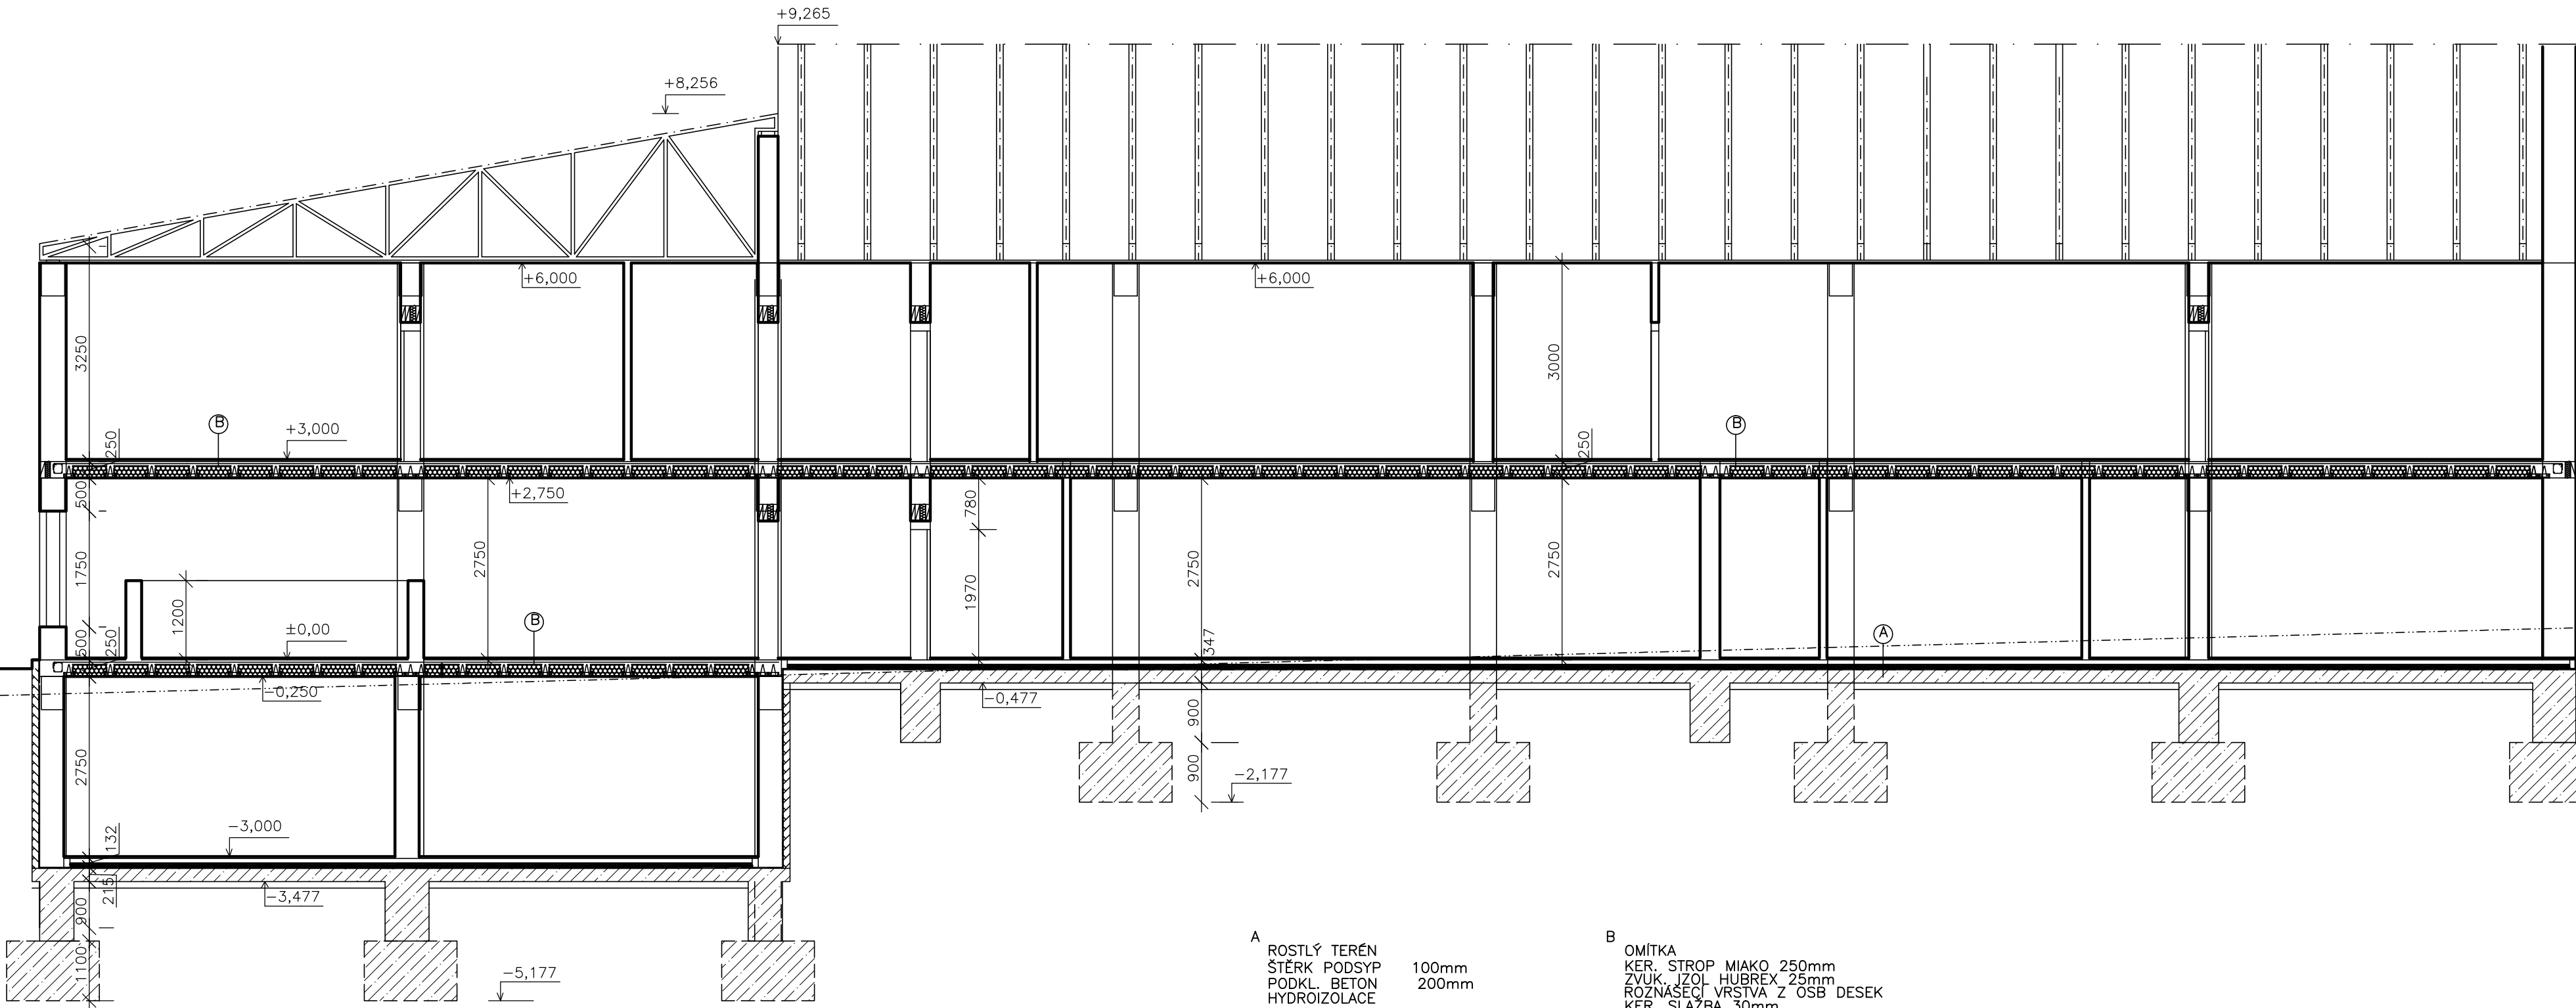 +9,265
+8,256
+6,000
+6,000
3250
3000
B
+3,000
250
B
250
500
+2,750
780
1750
2750
2750
2750
1200
1970
±0,00
B
A
500
250
347
-0,250
-0,477
900
2750
900
-2,177
-3,000
132
215
-3,477
900
1100
-5,177
A
ROSTLÝ TERÉN
ŠTĚRK PODSYP 100mm
PODKL. BETON 200mm
HYDROIZOLACE
B
OMÍTKA
KER. STROP MIAKO 250mm
ZVUK. IZOL HUBREX 25mm
ROZNÁŠECÍ VRSTVA Z OSB DESEK
KER. SLAŽBA 30mm